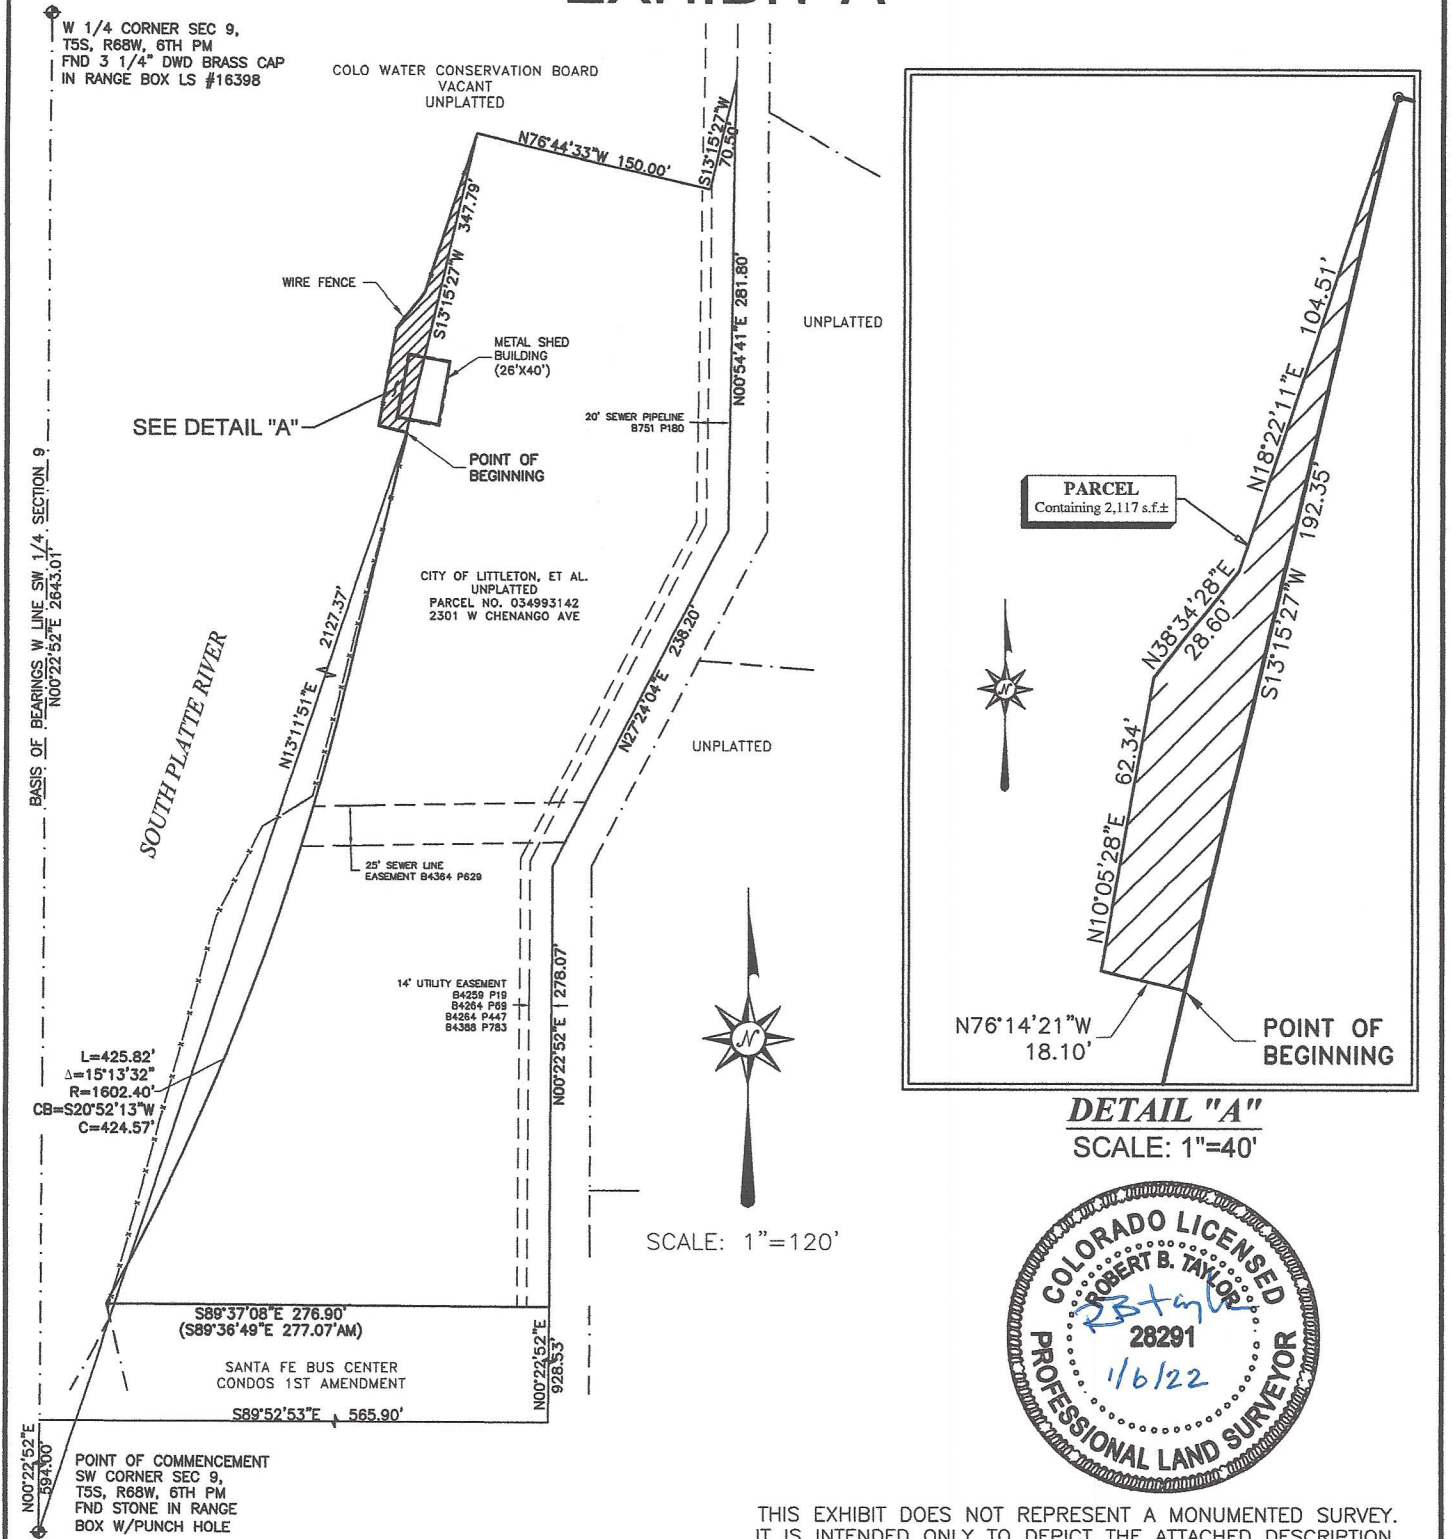 EXHIBIT A
W 1/4 CORNER SEC 9,
T5S, R68W, 6TH PM
FND 3 1/4" DWD BRASS CAP
IN RANGE BOX LS #16398
COLO WATER CONSERVATION BOARD
VACANT
UNPLATTED
N76°44'33"W 150.00'
S13°15'27"W
70.50'
S13°15'27"W 347.79'
WIRE FENCE
METAL SHED
BUILDING
(26'X40')
SEE DETAIL "A"
POINT OF
BEGINNING
20' SEWER PIPELINE
B751 P180
N00°54'41"E 281.80'
UNPLATTED
BASIS OF BEARINGS W LINE SW 1/4 SECTION 9
N00°22'52"E 2643.01'
CITY OF LITTLETON, ET AL.
UNPLATTED
PARCEL NO. 034993142
2301 W CHENANGO AVE
SOUTH PLATTE RIVER
N13°11'51"E 2127.37'
N27°24'04"E 238.20'
UNPLATTED
25' SEWER LINE
EASEMENT B4364 P629
14' UTILITY EASEMENT
B4259 P19
B4264 P69
B4264 P447
B4388 P783
N00°22'52"E 278.07'
L=425.82'
Δ=15°13'32"
R=1602.40'
CB=S20°52'13"W
C=424.57'
N
SCALE: 1"=120'
S89°37'08"E 276.90'
(S89°36'49"E 277.07'AM)
SANTA FE BUS CENTER
CONDOS 1ST AMENDMENT
N00°22'52"E
928.53'
S89°52'53"E 565.90'
N00°22'52"E
594.00'
POINT OF COMMENCEMENT
SW CORNER SEC 9,
T5S, R68W, 6TH PM
FND STONE IN RANGE
BOX W/PUNCH HOLE
N18°22'11"E 104.51'
PARCEL
Containing 2,117 s.f.±
N38°34'28"E
28.60'
S13°15'27"W 192.35'
N
N10°05'28"E 62.34'
N76°14'21"W
18.10'
POINT OF
BEGINNING
DETAIL "A"
SCALE: 1"=40'
COLORADO LICENSED
ROBERT B. TAYLOR
RBTaylor
28291
1/6/22
PROFESSIONAL LAND SURVEYOR
THIS EXHIBIT DOES NOT REPRESENT A MONUMENTED SURVEY.
IT IS INTENDED ONLY TO DEPICT THE ATTACHED DESCRIPTION